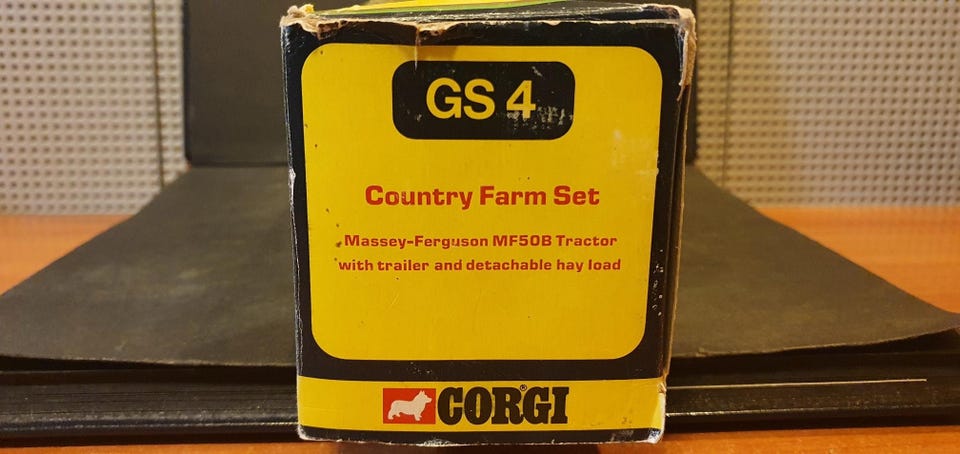 GS 4
Country Farm Set
Massey-Ferguson MF50B Tractor
with trailer and detachable hay load
CORGI®